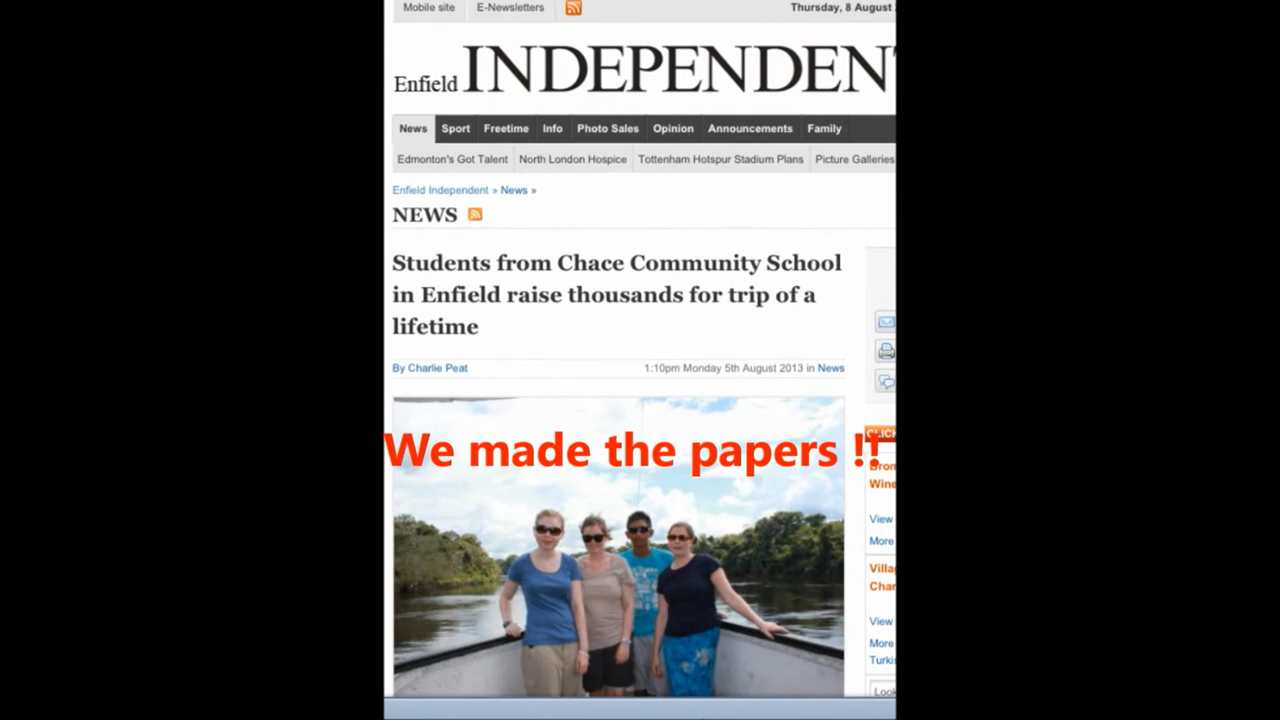 Mobile site E-Newsletters Thursday, 8 August
Enfield INDEPENDENT
News Sport Freetime Info Photo Sales Opinion Announcements Family
Edmonton's Got Talent North London Hospice Tottenham Hotspur Stadium Plans Picture Galleries
Enfield Independent » News »
NEWS
Students from Chace Community School
in Enfield raise thousands for trip of a
lifetime
By Charlie Peat 1:10pm Monday 5th August 2013 in News
We made the papers !!
Wine
View
More
View
More